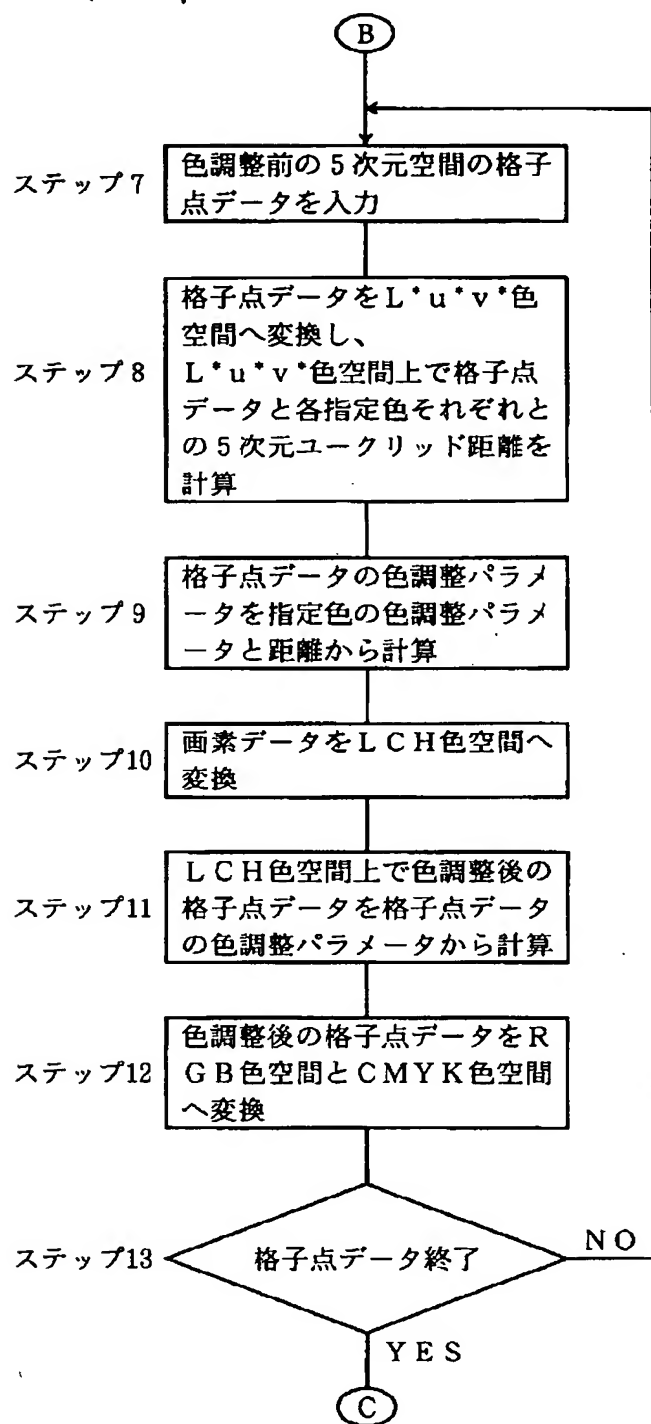 B
ステップ7
色調整前の5次元空間の格子
点データを入力
ステップ8
格子点データをL*u*v*色
空間へ変換し、
L*u*v*色空間上で格子点
データと各指定色それぞれと
の5次元ユークリッド距離を
計算
ステップ9
格子点データの色調整パラメ
ータを指定色の色調整パラメ
ータと距離から計算
ステップ10
画素データをLCH色空間へ
変換
ステップ11
LCH色空間上で色調整後の
格子点データを格子点データ
の色調整パラメータから計算
ステップ12
色調整後の格子点データをR
GB色空間とCMYK色空間
へ変換
ステップ13
格子点データ終了
NO
YES
C